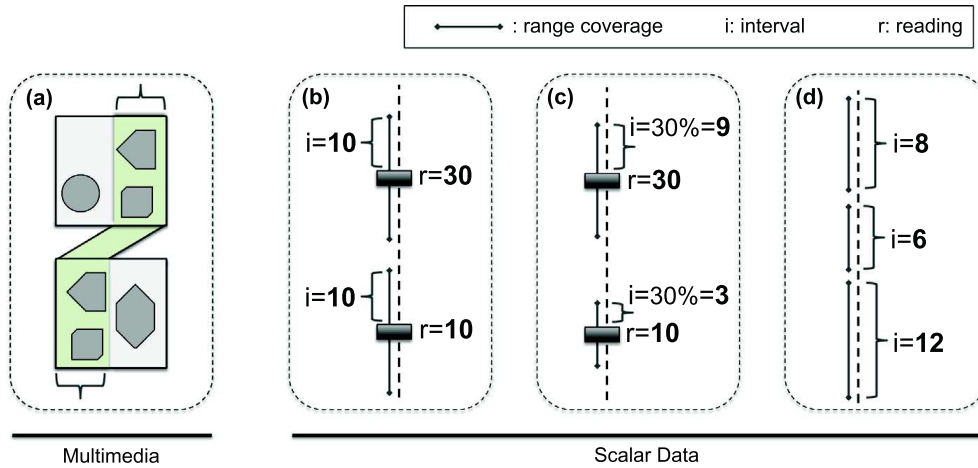 : range coverage i: interval r: reading
(a)
(b)
i=10
r=30
i=10
r=10
(c)
i=30%=9
r=30
i=30%=3
r=10
(d)
i=8
i=6
i=12
Multimedia
Scalar Data